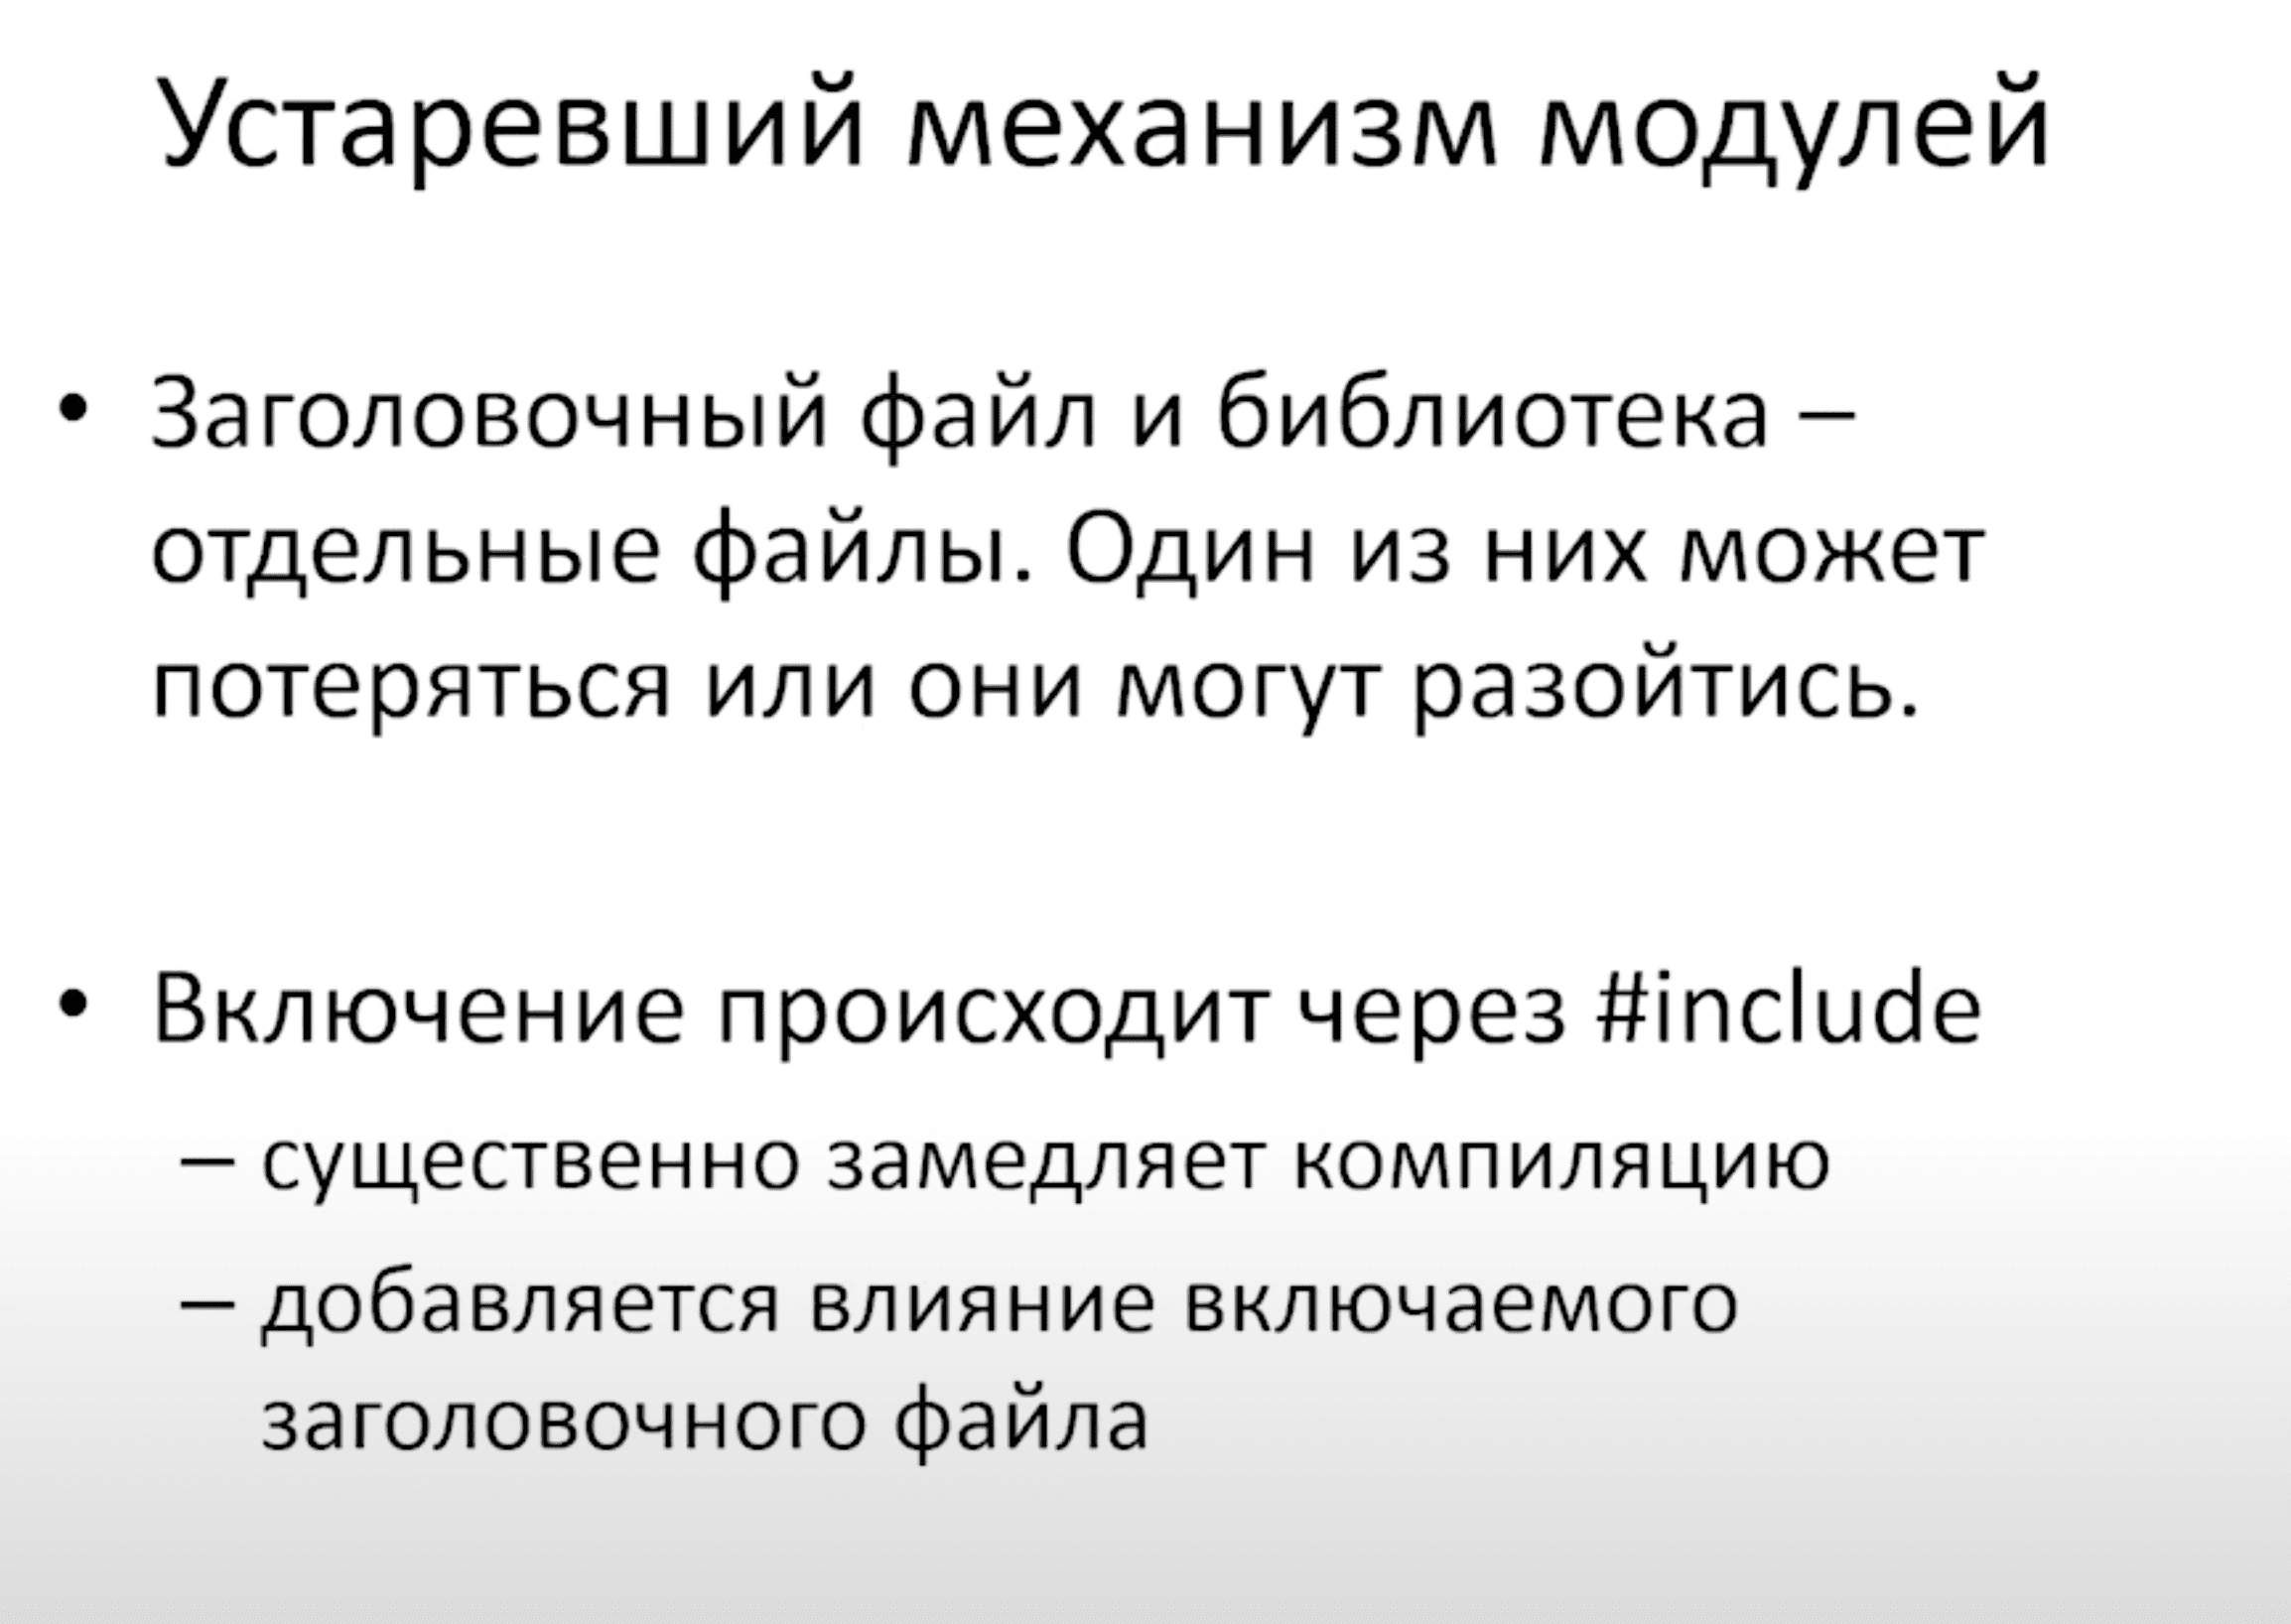 Устаревший механизм модулей
• Заголовочный файл и библиотека –
отдельные файлы. Один из них может
потеряться или они могут разойтись.
• Включение происходит через #include
– существенно замедляет компиляцию
– добавляется влияние включаемого
заголовочного файла